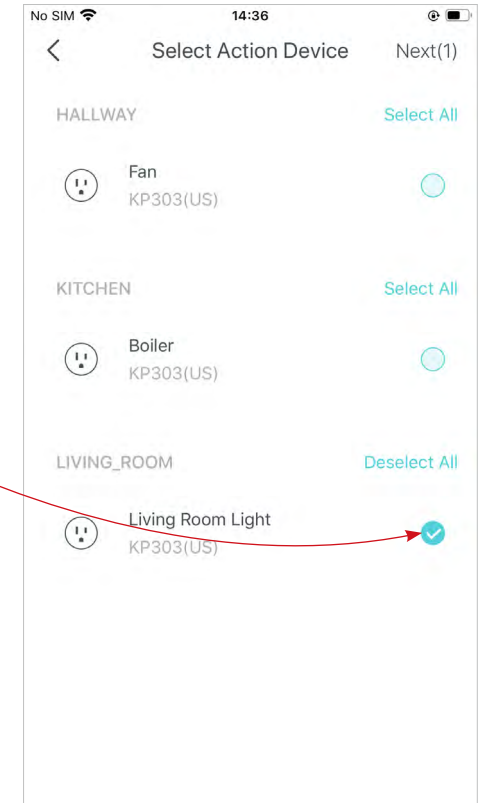 No SIM 14:36
Select Action Device Next(1)
HALLWAY Select All
Fan
KP303(US)
KITCHEN Select All
Boiler
KP303(US)
LIVING_ROOM Deselect All
Living Room Light
KP303(US)